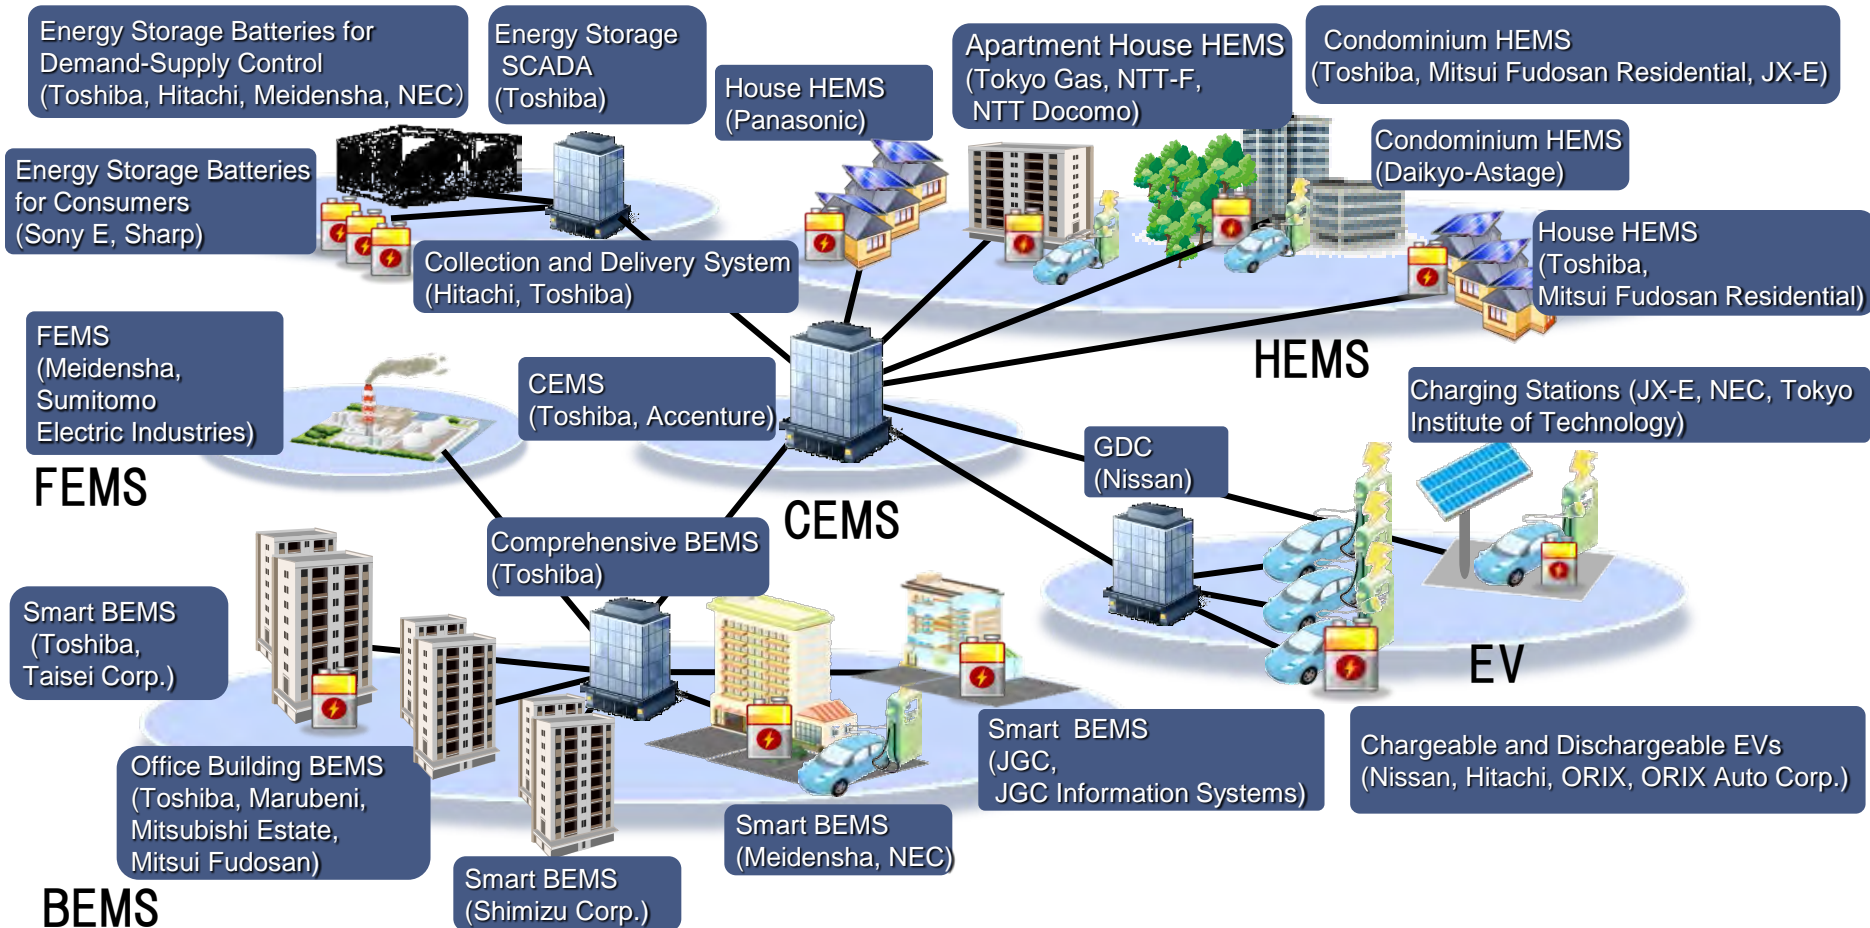 Energy Storage Batteries for
Demand-Supply Control
(Toshiba, Hitachi, Meidensha, NEC）
Energy Storage
SCADA
(Toshiba)
House HEMS
(Panasonic)
Apartment House HEMS
(Tokyo Gas, NTT-F,
NTT Docomo)
Condominium HEMS
(Toshiba, Mitsui Fudosan Residential, JX-E)
Condominium HEMS
(Daikyo-Astage)
Energy Storage Batteries
for Consumers
(Sony E, Sharp)
Collection and Delivery System
(Hitachi, Toshiba)
House HEMS
(Toshiba,
Mitsui Fudosan Residential)
HEMS
FEMS
(Meidensha,
Sumitomo
Electric Industries)
FEMS
CEMS
(Toshiba, Accenture)
CEMS
Charging Stations (JX-E, NEC, Tokyo
Institute of Technology)
GDC
(Nissan)
EV
Comprehensive BEMS
(Toshiba)
Smart BEMS
(Toshiba,
Taisei Corp.)
Office Building BEMS
(Toshiba, Marubeni,
Mitsubishi Estate,
Mitsui Fudosan)
Smart BEMS
(Shimizu Corp.)
Smart BEMS
(Meidensha, NEC)
Smart  BEMS
(JGC,
JGC Information Systems)
Chargeable and Dischargeable EVs
(Nissan, Hitachi, ORIX, ORIX Auto Corp.)
BEMS